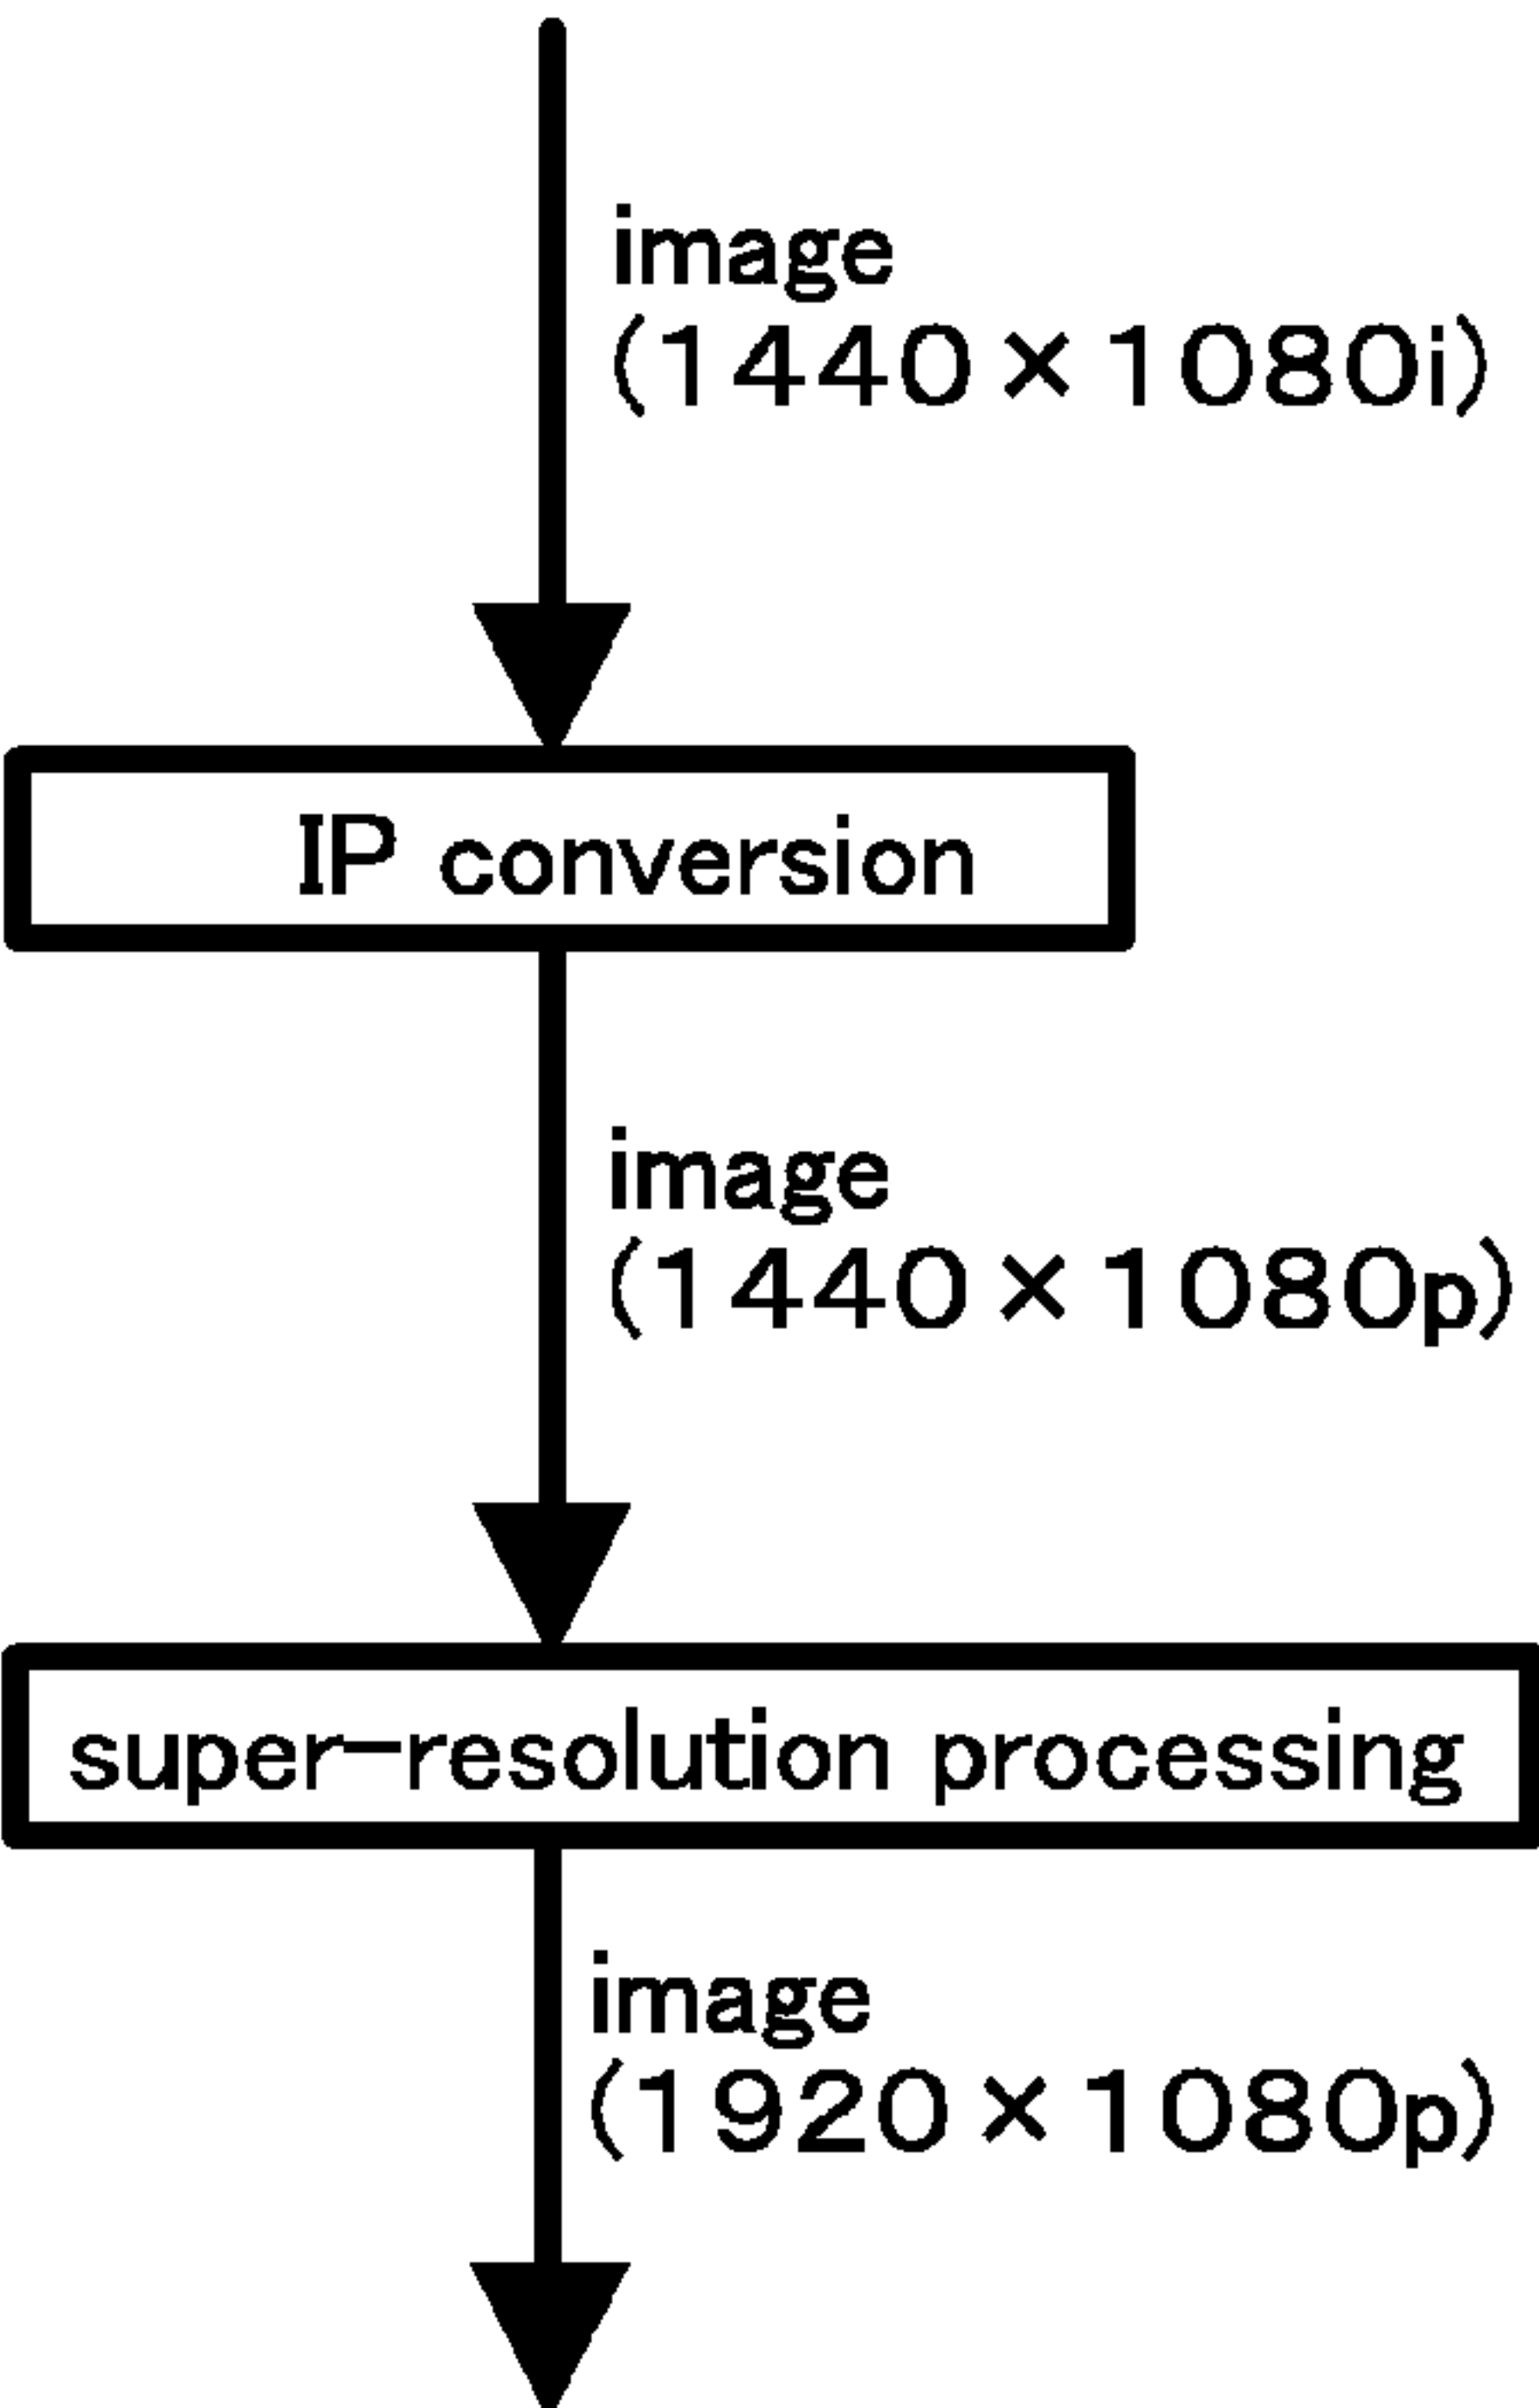 image
(1440×1080i)
IP conversion
image
(1440×1080p)
super-resolution processing
image
(1920×1080p)